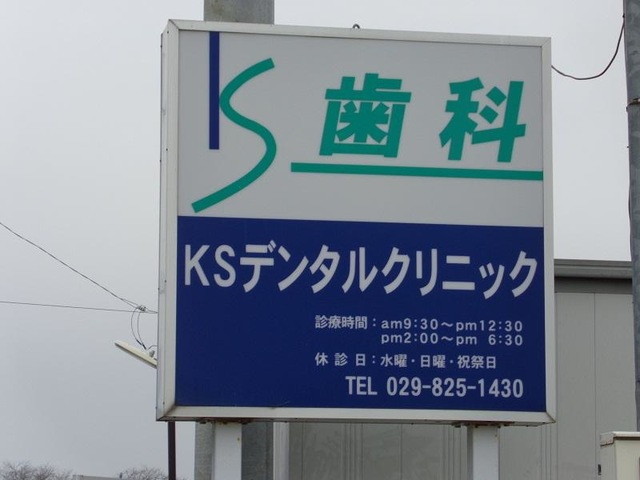 KS 歯科
KSデンタルクリニック
診療時間：am9:30～pm12:30
pm2:00～pm 6:30
休診日：水曜・日曜・祝祭日
TEL 029-825-1430